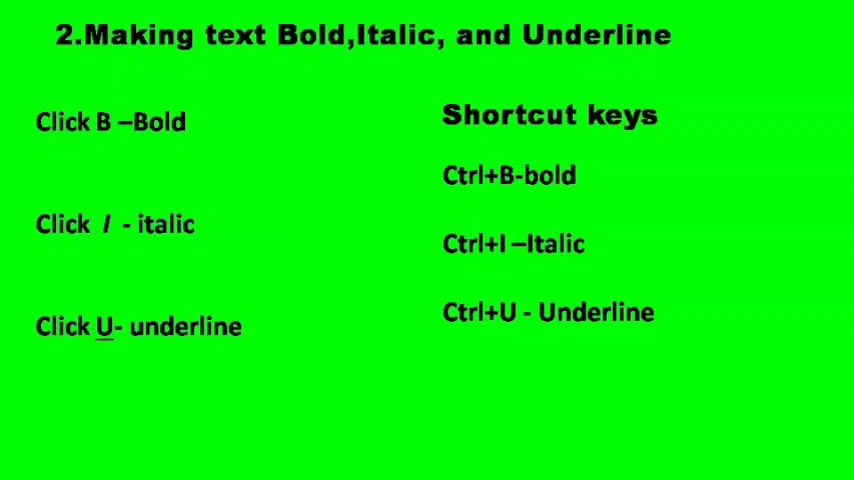 2.Making text Bold,Italic, and Underline
Click B –Bold
Click I - italic
Click U- underline
Shortcut keys
Ctrl+B-bold
Ctrl+I –Italic
Ctrl+U - Underline